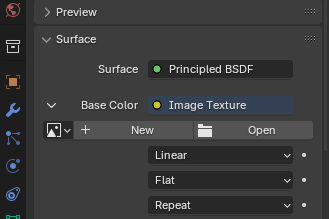 Preview
Surface
Surface Principled BSDF
Base Color Image Texture
New Open
Linear
Flat
Repeat